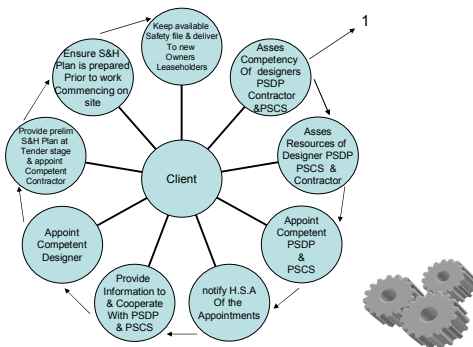 1
Asses
Competency
Of designers
PSDP
Contractor
&PSCS
Asses
Resources of
Designer PSDP
PSCS &
Contractor
Appoint
Competent
PSDP
&
PSCS
notify H.S.A
Of the
Appointments
Provide
Information to
& Cooperate
With PSDP
& PSCS
Appoint
Competent
Designer
Provide prelim
S&H Plan at
Tender stage
& appoint
Competent
Contractor
Ensure S&H
Plan is prepared
Prior to work
Commencing on
site
Keep available
Safety file & deliver
To new
Owners
Leaseholders
Client